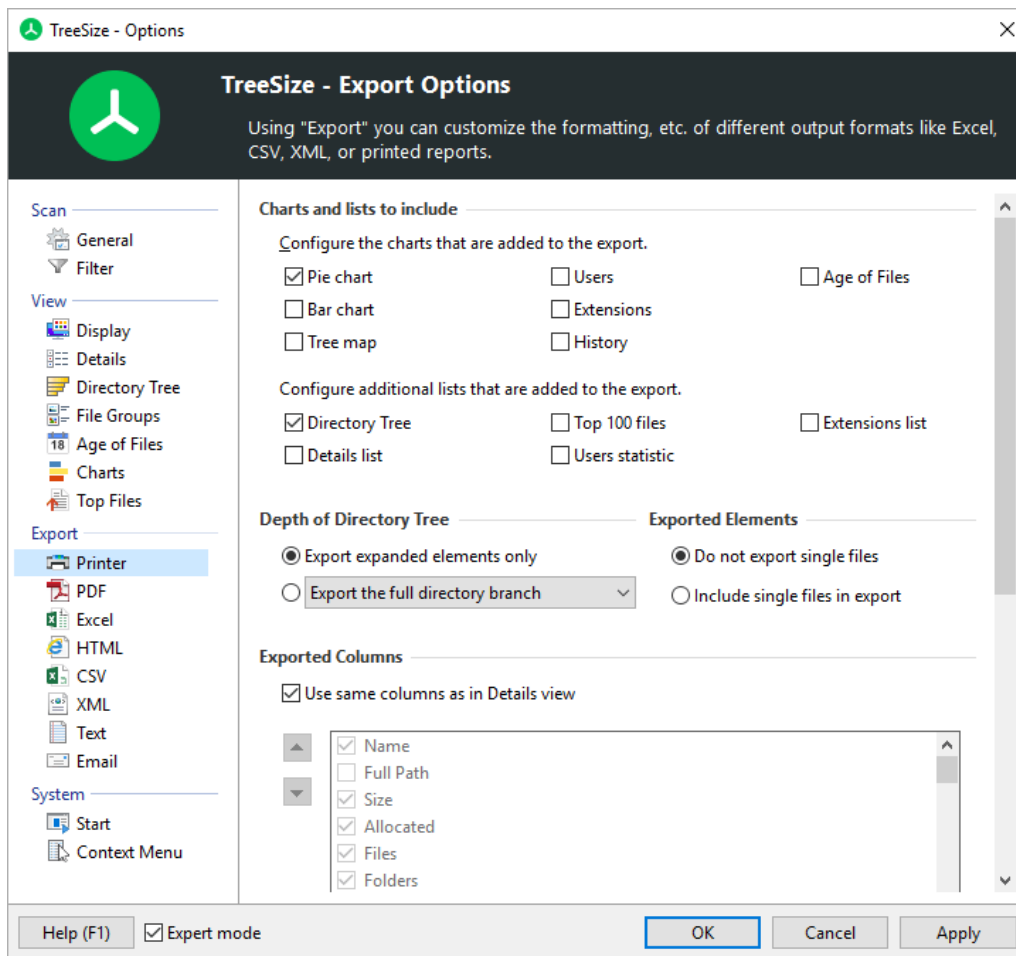 TreeSize - Options
TreeSize - Export Options
Using "Export" you can customize the formatting, etc. of different output formats like Excel,
CSV, XML, or printed reports.
Scan
General
Filter
View
Display
Details
Directory Tree
File Groups
18 Age of Files
Charts
Top Files
Export
Printer
PDF
Excel
HTML
CSV
XML
Text
Email
System
Start
Context Menu
Charts and lists to include
Configure the charts that are added to the export.
Pie chart Users Age of Files
Bar chart Extensions
Tree map History
Configure additional lists that are added to the export.
Directory Tree Top 100 files Extensions list
Details list Users statistic
Depth of Directory Tree Exported Elements
Export expanded elements only Do not export single files
Export the full directory branch Include single files in export
Exported Columns
Use same columns as in Details view
Name
Full Path
Size
Allocated
Files
Folders
Help (F1) Expert mode OK Cancel Apply